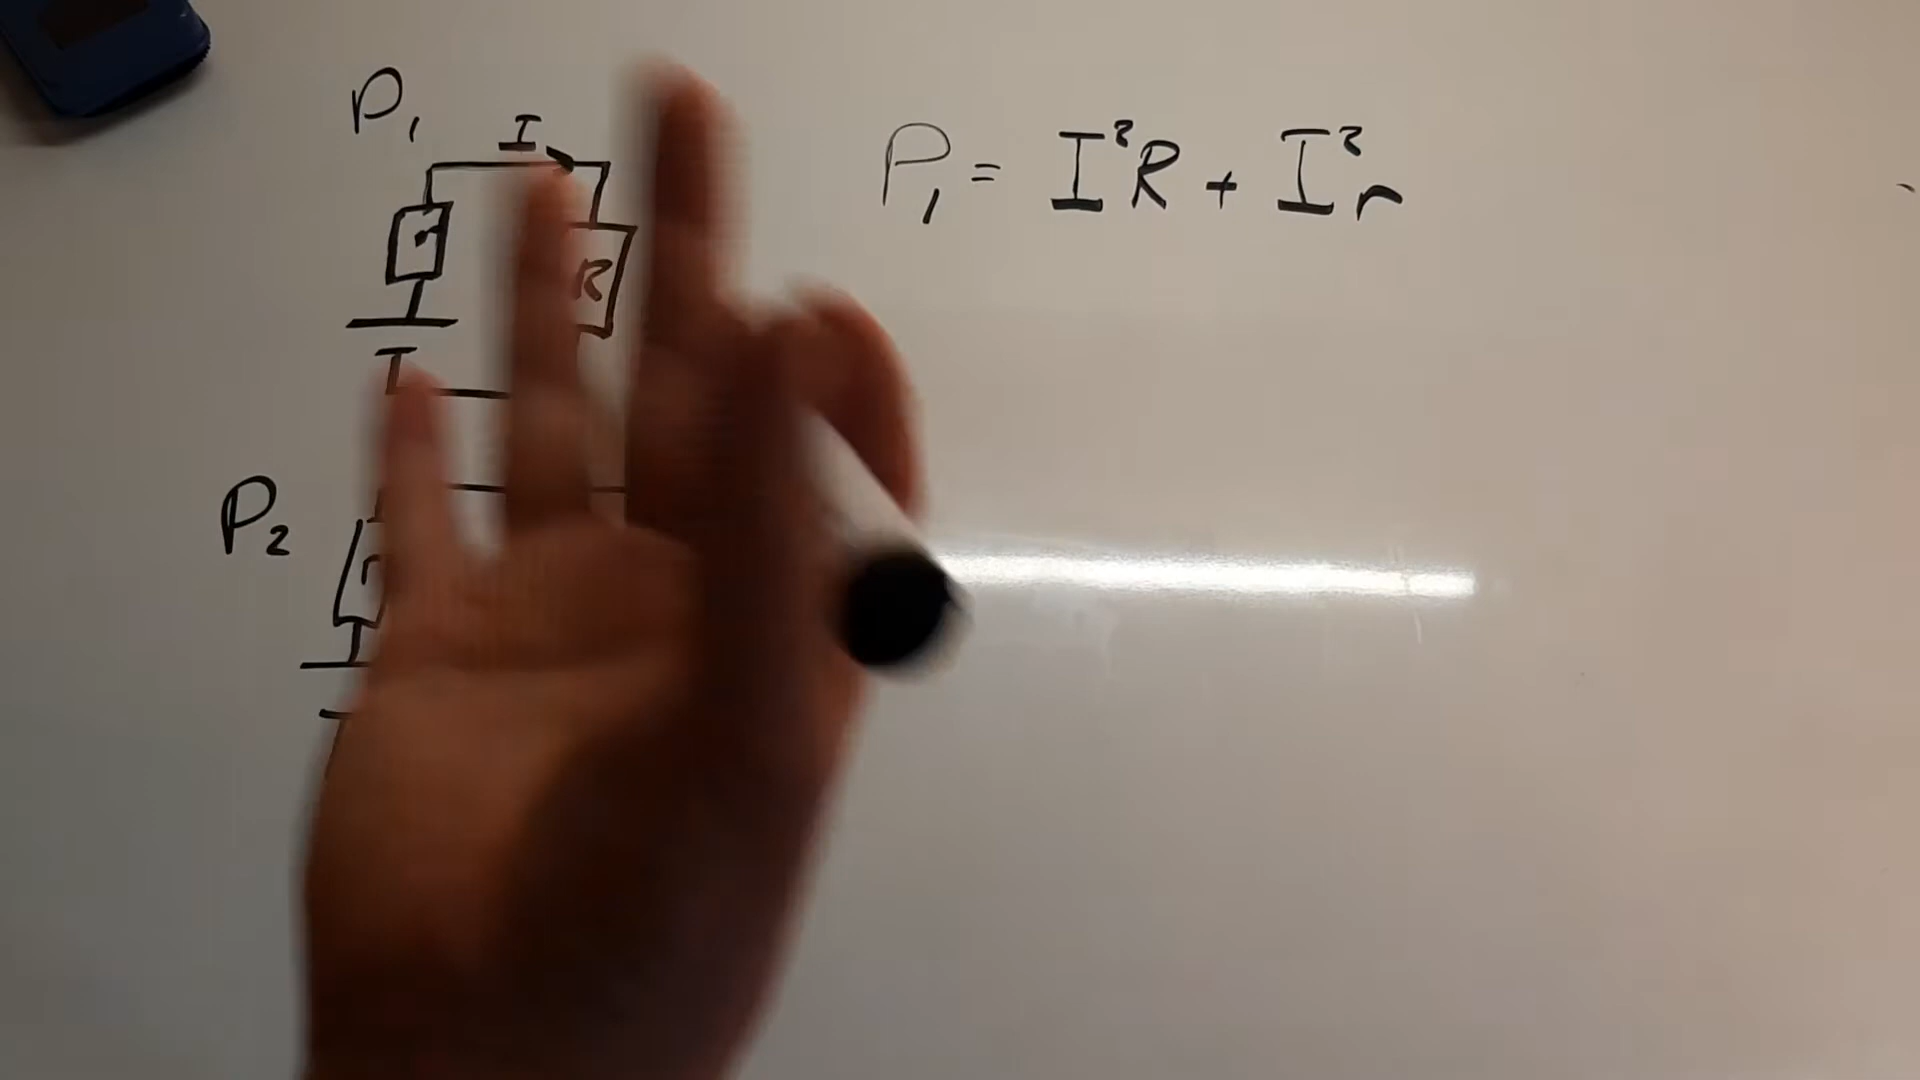 P₁
I
P₁ = I²R + I²r
r
R
P₂